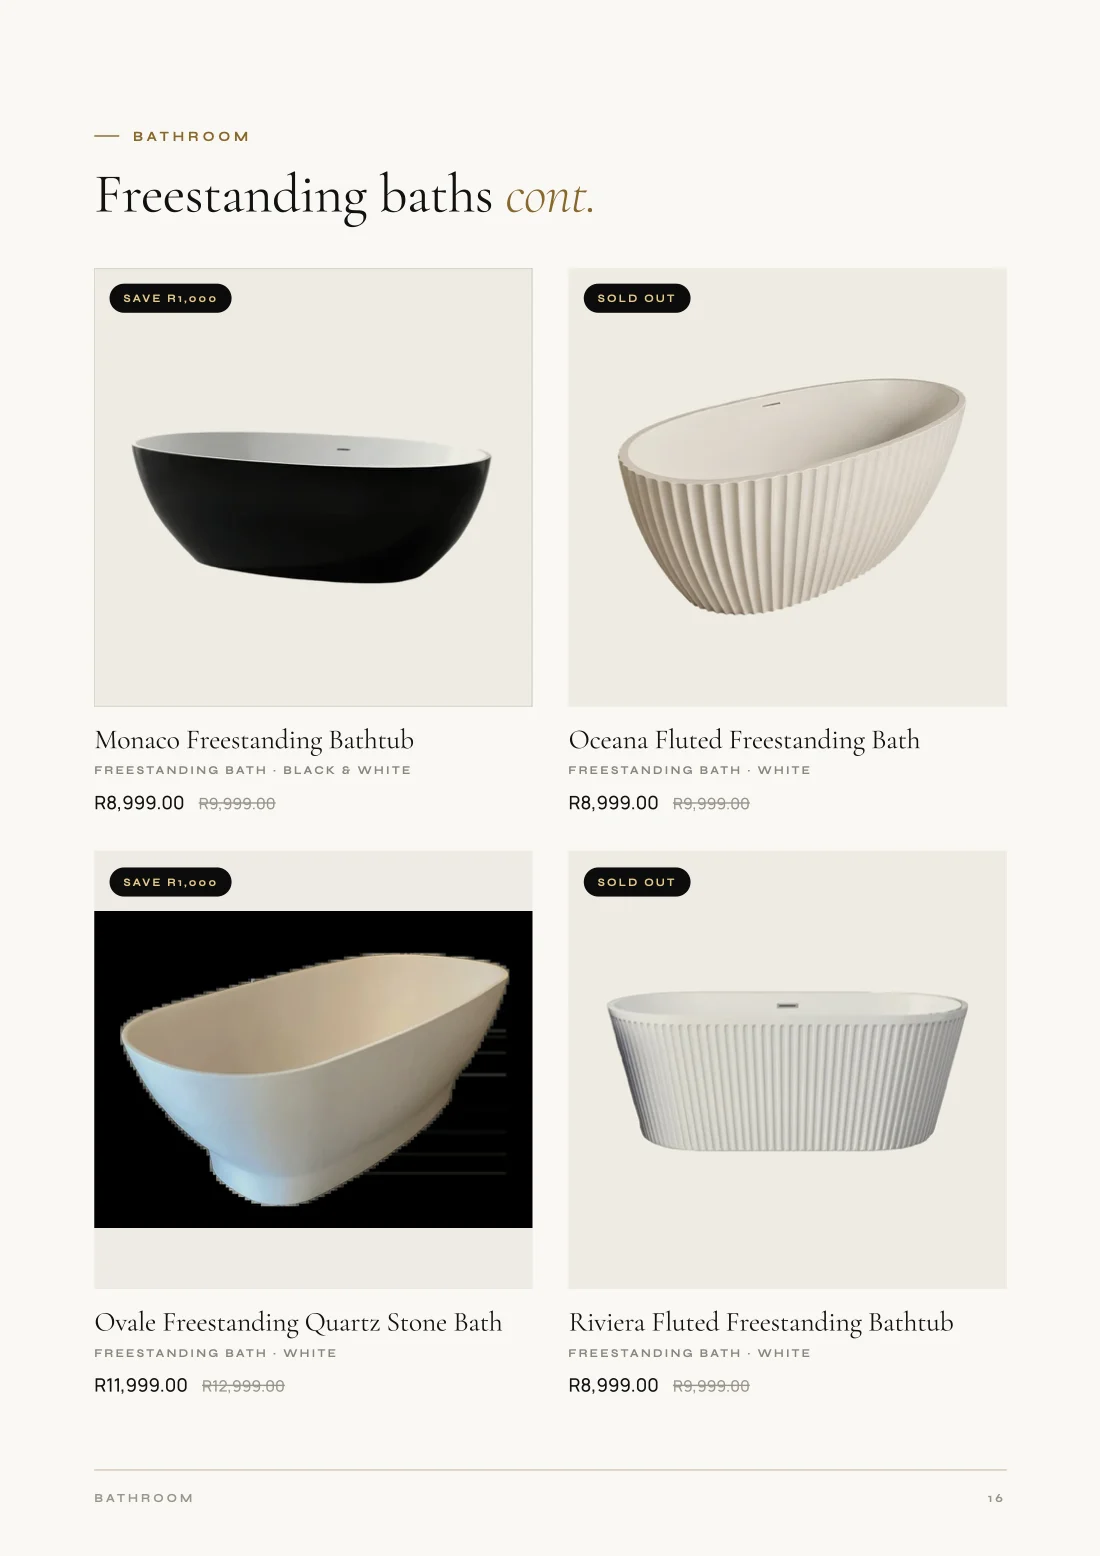 BATHROOM
Freestanding baths cont.
SAVE R1,000
SOLD OUT
Monaco Freestanding Bathtub
FREESTANDING BATH · BLACK & WHITE
R8,999.00 R9,999.00
Oceana Fluted Freestanding Bath
FREESTANDING BATH · WHITE
R8,999.00 R9,999.00
SAVE R1,000
SOLD OUT
Ovale Freestanding Quartz Stone Bath
FREESTANDING BATH · WHITE
R11,999.00 R12,999.00
Riviera Fluted Freestanding Bathtub
FREESTANDING BATH · WHITE
R8,999.00 R9,999.00
BATHROOM
16